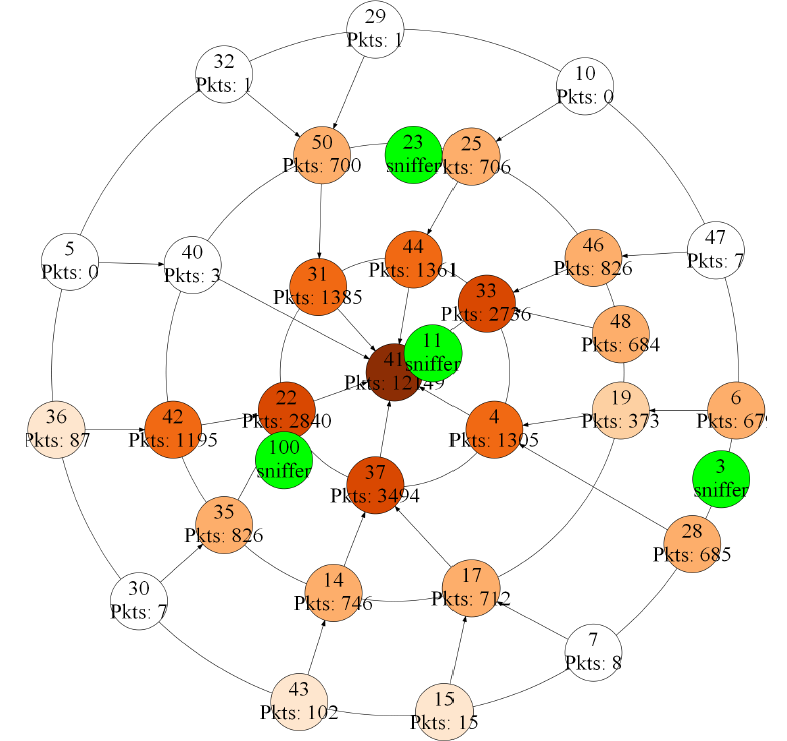 29
Pkts: 1
32
Pkts: 1
10
Pkts: 0
50
Pkts: 700
23
sniffer
25
Pkts: 706
5
Pkts: 0
40
Pkts: 3
44
Pkts: 1361
46
Pkts: 826
47
Pkts: 7
31
Pkts: 1385
33
Pkts: 2736
48
Pkts: 684
11
sniffer
41
Pkts: 12149
36
Pkts: 87
42
Pkts: 1195
22
Pkts: 2840
4
Pkts: 1305
19
Pkts: 373
6
Pkts: 679
100
sniffer
37
Pkts: 3494
3
sniffer
35
Pkts: 826
28
Pkts: 685
30
Pkts: 7
14
Pkts: 746
17
Pkts: 712
7
Pkts: 8
43
Pkts: 102
15
Pkts: 15